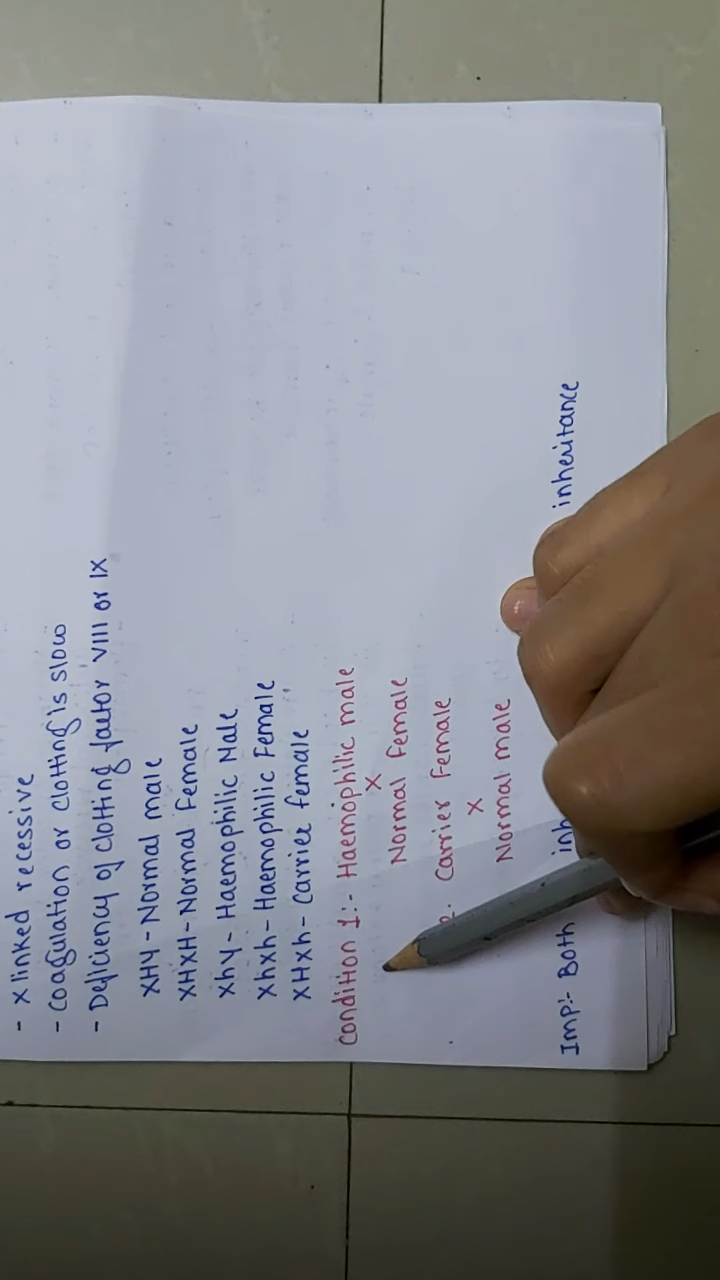 - X linked recessive
- Coagulation or clotting is slow
- Deficiency of clotting factor VIII or IX
XHY - Normal male
XHXH - Normal Female
XhY - Haemophilic Male
XhXh - Haemophilic Female
XHXh - Carrier female
Condition 1:- Haemophilic male
X
Normal Female
2. Carrier Female
X
Normal male
Imp:- Both inheritance